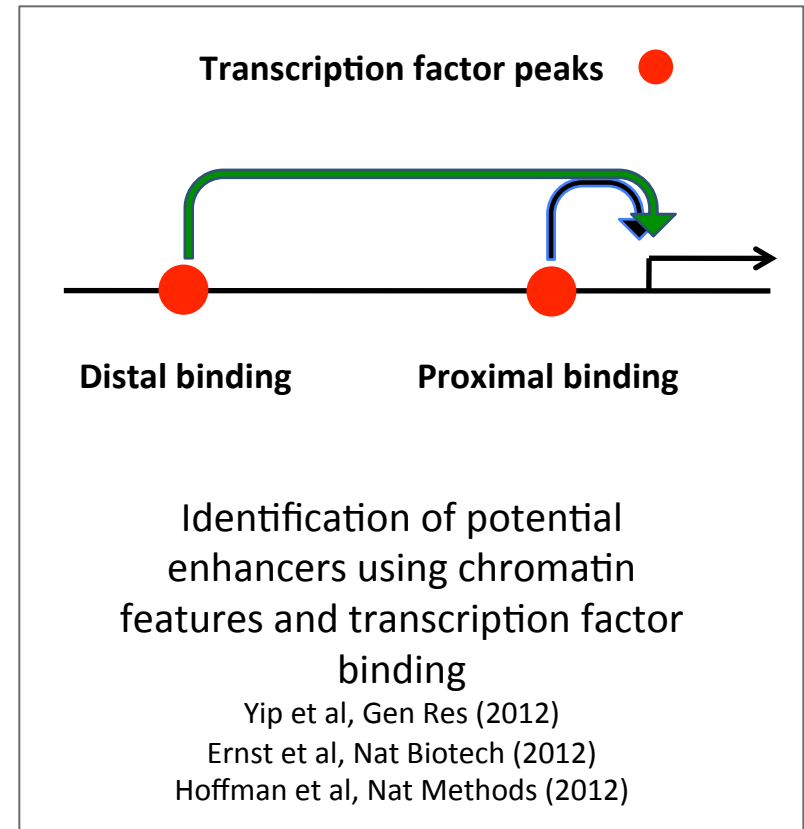 Transcription factor peaks
Distal binding
Proximal binding
Identification of potential
enhancers using chromatin
features and transcription factor
binding
Yip et al, Gen Res (2012)
Ernst et al, Nat Biotech (2012)
Hoffman et al, Nat Methods (2012)